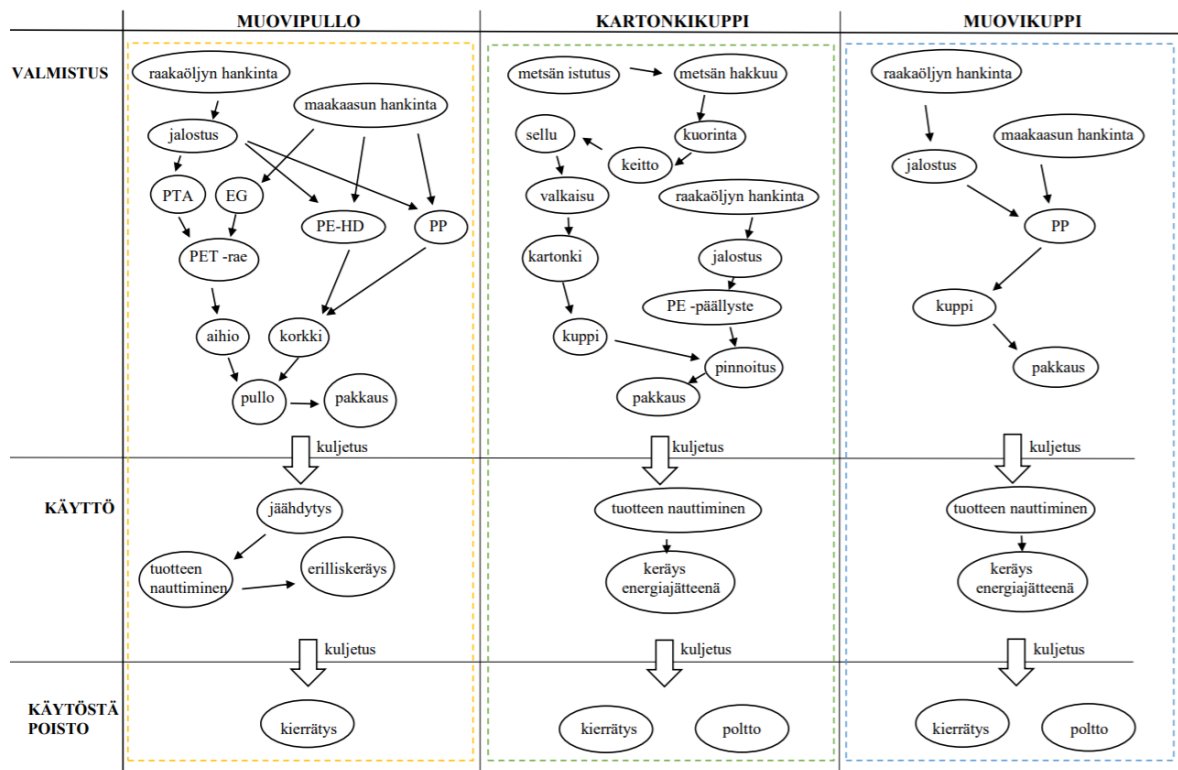 MUOVIPULLO
KARTONKIKUPPI
MUOVIKUPPI
VALMISTUS
raakaöljyn hankinta
maakaasun hankinta
jalostus
PTA
EG
PE-HD
PP
PET -rae
aihio
korkki
pullo
pakkaus
kuljetus
metsän istutus
metsän hakkuu
sellu
kuorinta
keitto
valkaisu
raakaöljyn hankinta
kartonki
jalostus
PE -päällyste
kuppi
pinnoitus
pakkaus
kuljetus
raakaöljyn hankinta
maakaasun hankinta
jalostus
PP
kuppi
pakkaus
kuljetus
KÄYTTÖ
jäähdytys
tuotteen
nauttiminen
erilliskeräys
kuljetus
tuotteen nauttiminen
keräys
energiajätteenä
kuljetus
tuotteen nauttiminen
keräys
energiajätteenä
kuljetus
KÄYTÖSTÄ
POISTO
kierrätys
kierrätys
poltto
kierrätys
poltto